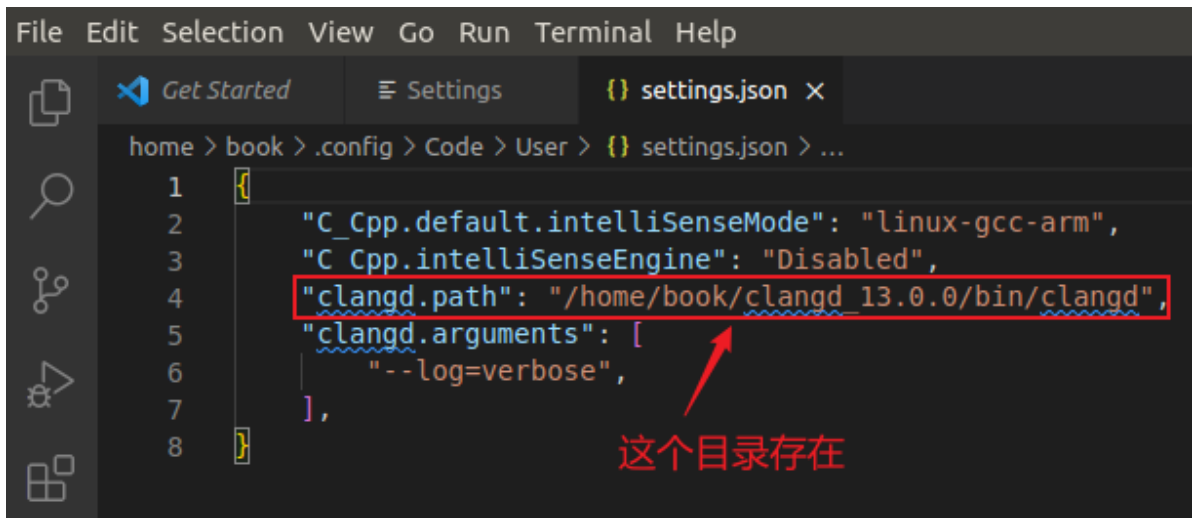 File Edit Selection View Go Run Terminal Help
Get Started Settings {} settings.json ×
home > book > .config > Code > User > {} settings.json > ...
1 {
2 "C_Cpp.default.intelliSenseMode": "linux-gcc-arm",
3 "C_Cpp.intelliSenseEngine": "Disabled",
4 "clangd.path": "/home/book/clangd_13.0.0/bin/clangd",
5 "clangd.arguments": [
6 "--log=verbose",
7 ],
8 }
这个目录存在